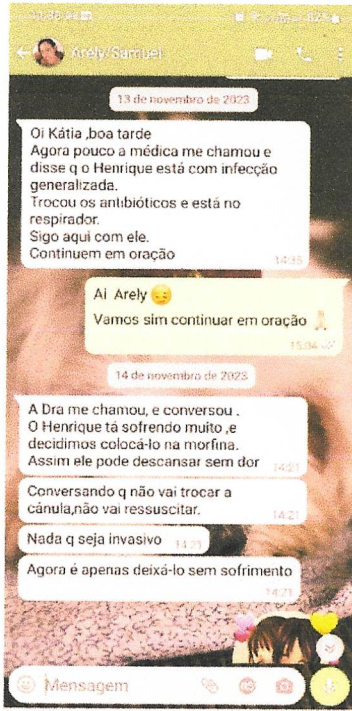 Arely/Samuel
13 de novembro de 2023
Oi Kátia ,boa tarde
Agora pouco a médica me chamou e
disse q o Henrique está com infecção
generalizada.
Trocou os antibióticos e está no
respirador.
Sigo aqui com ele.
Continuem em oração
14:35
Ai Arely 😔
Vamos sim continuar em oração 🙏
15:04
14 de novembro de 2023
A Dra me chamou, e conversou .
O Henrique tá sofrendo muito ,e
decidimos colocá-lo na morfina.
Assim ele pode descansar sem dor
14:21
Conversando q não vai trocar a
cânula,não vai ressuscitar.
14:21
Nada q seja invasivo
14:21
Agora é apenas deixá-lo sem sofrimento
14:21
Mensagem